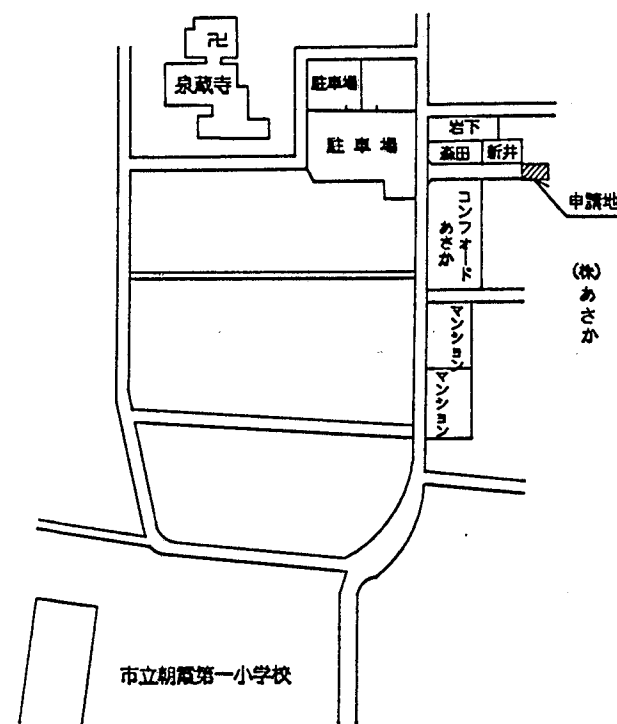 卍
泉蔵寺
駐車場
駐車場
岩下
森田
新井
申請地
コンフォード
あさか
(株)あさか
マンション
マンション
市立朝霞第一小学校